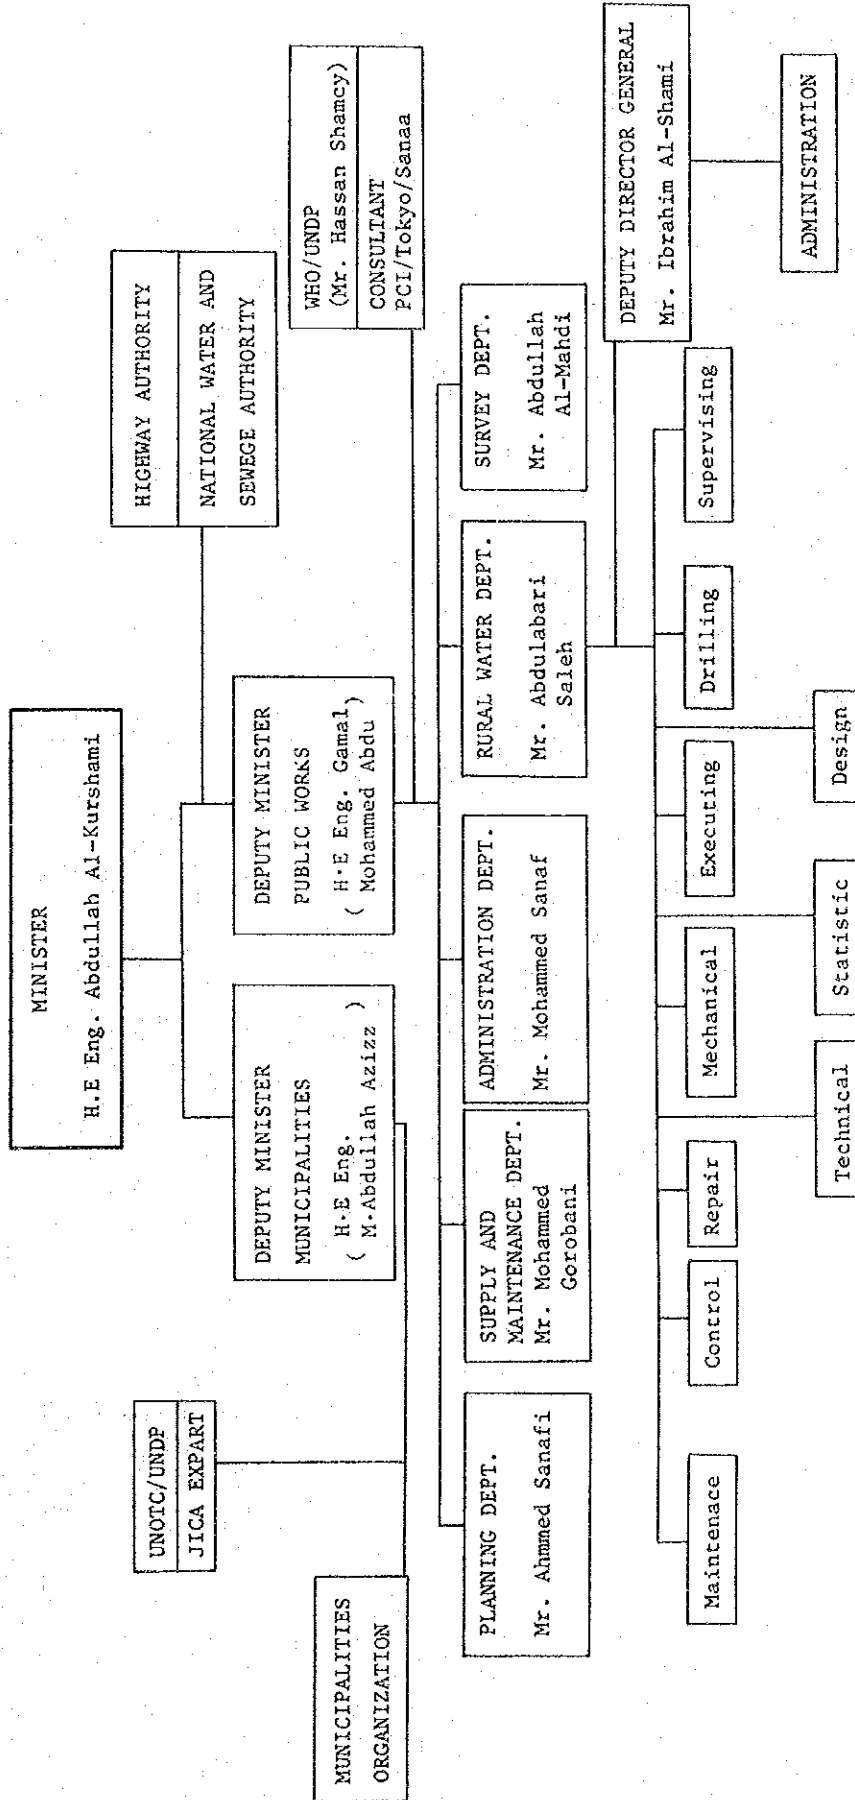 MINISTER
H.E Eng. Abdullah Al-Kurshami
HIGHWAY AUTHORITY
NATIONAL WATER AND
SEWEGE AUTHORITY
UNOTC/UNDP
JICA EXPART
DEPUTY MINISTER
MUNICIPALITIES
( H·E Eng.
M·Abdullah Azizz )
DEPUTY MINISTER
PUBLIC WORKS
( H·E Eng. Gamal
Mohammed Abdu )
WHO/UNDP
(Mr. Hassan Shamcy)
CONSULTANT
PCI/Tokyo/Sanaa
MUNICIPALITIES
ORGANIZATION
PLANNING DEPT.
Mr. Ahmmed Sanafi
SUPPLY AND
MAINTENANCE DEPT.
Mr. Mohammed
Gorobani
ADMINISTRATION DEPT.
Mr. Mohammed Sanaf
RURAL WATER DEPT.
Mr. Abdulabari
Saleh
SURVEY DEPT.
Mr. Abdullah
Al-Mahdi
DEPUTY DIRECTOR GENERAL
Mr. Ibrahim Al-Shami
ADMINISTRATION
Maintenace
Control
Repair
Mechanical
Executing
Drilling
Supervising
Technical
Statistic
Design